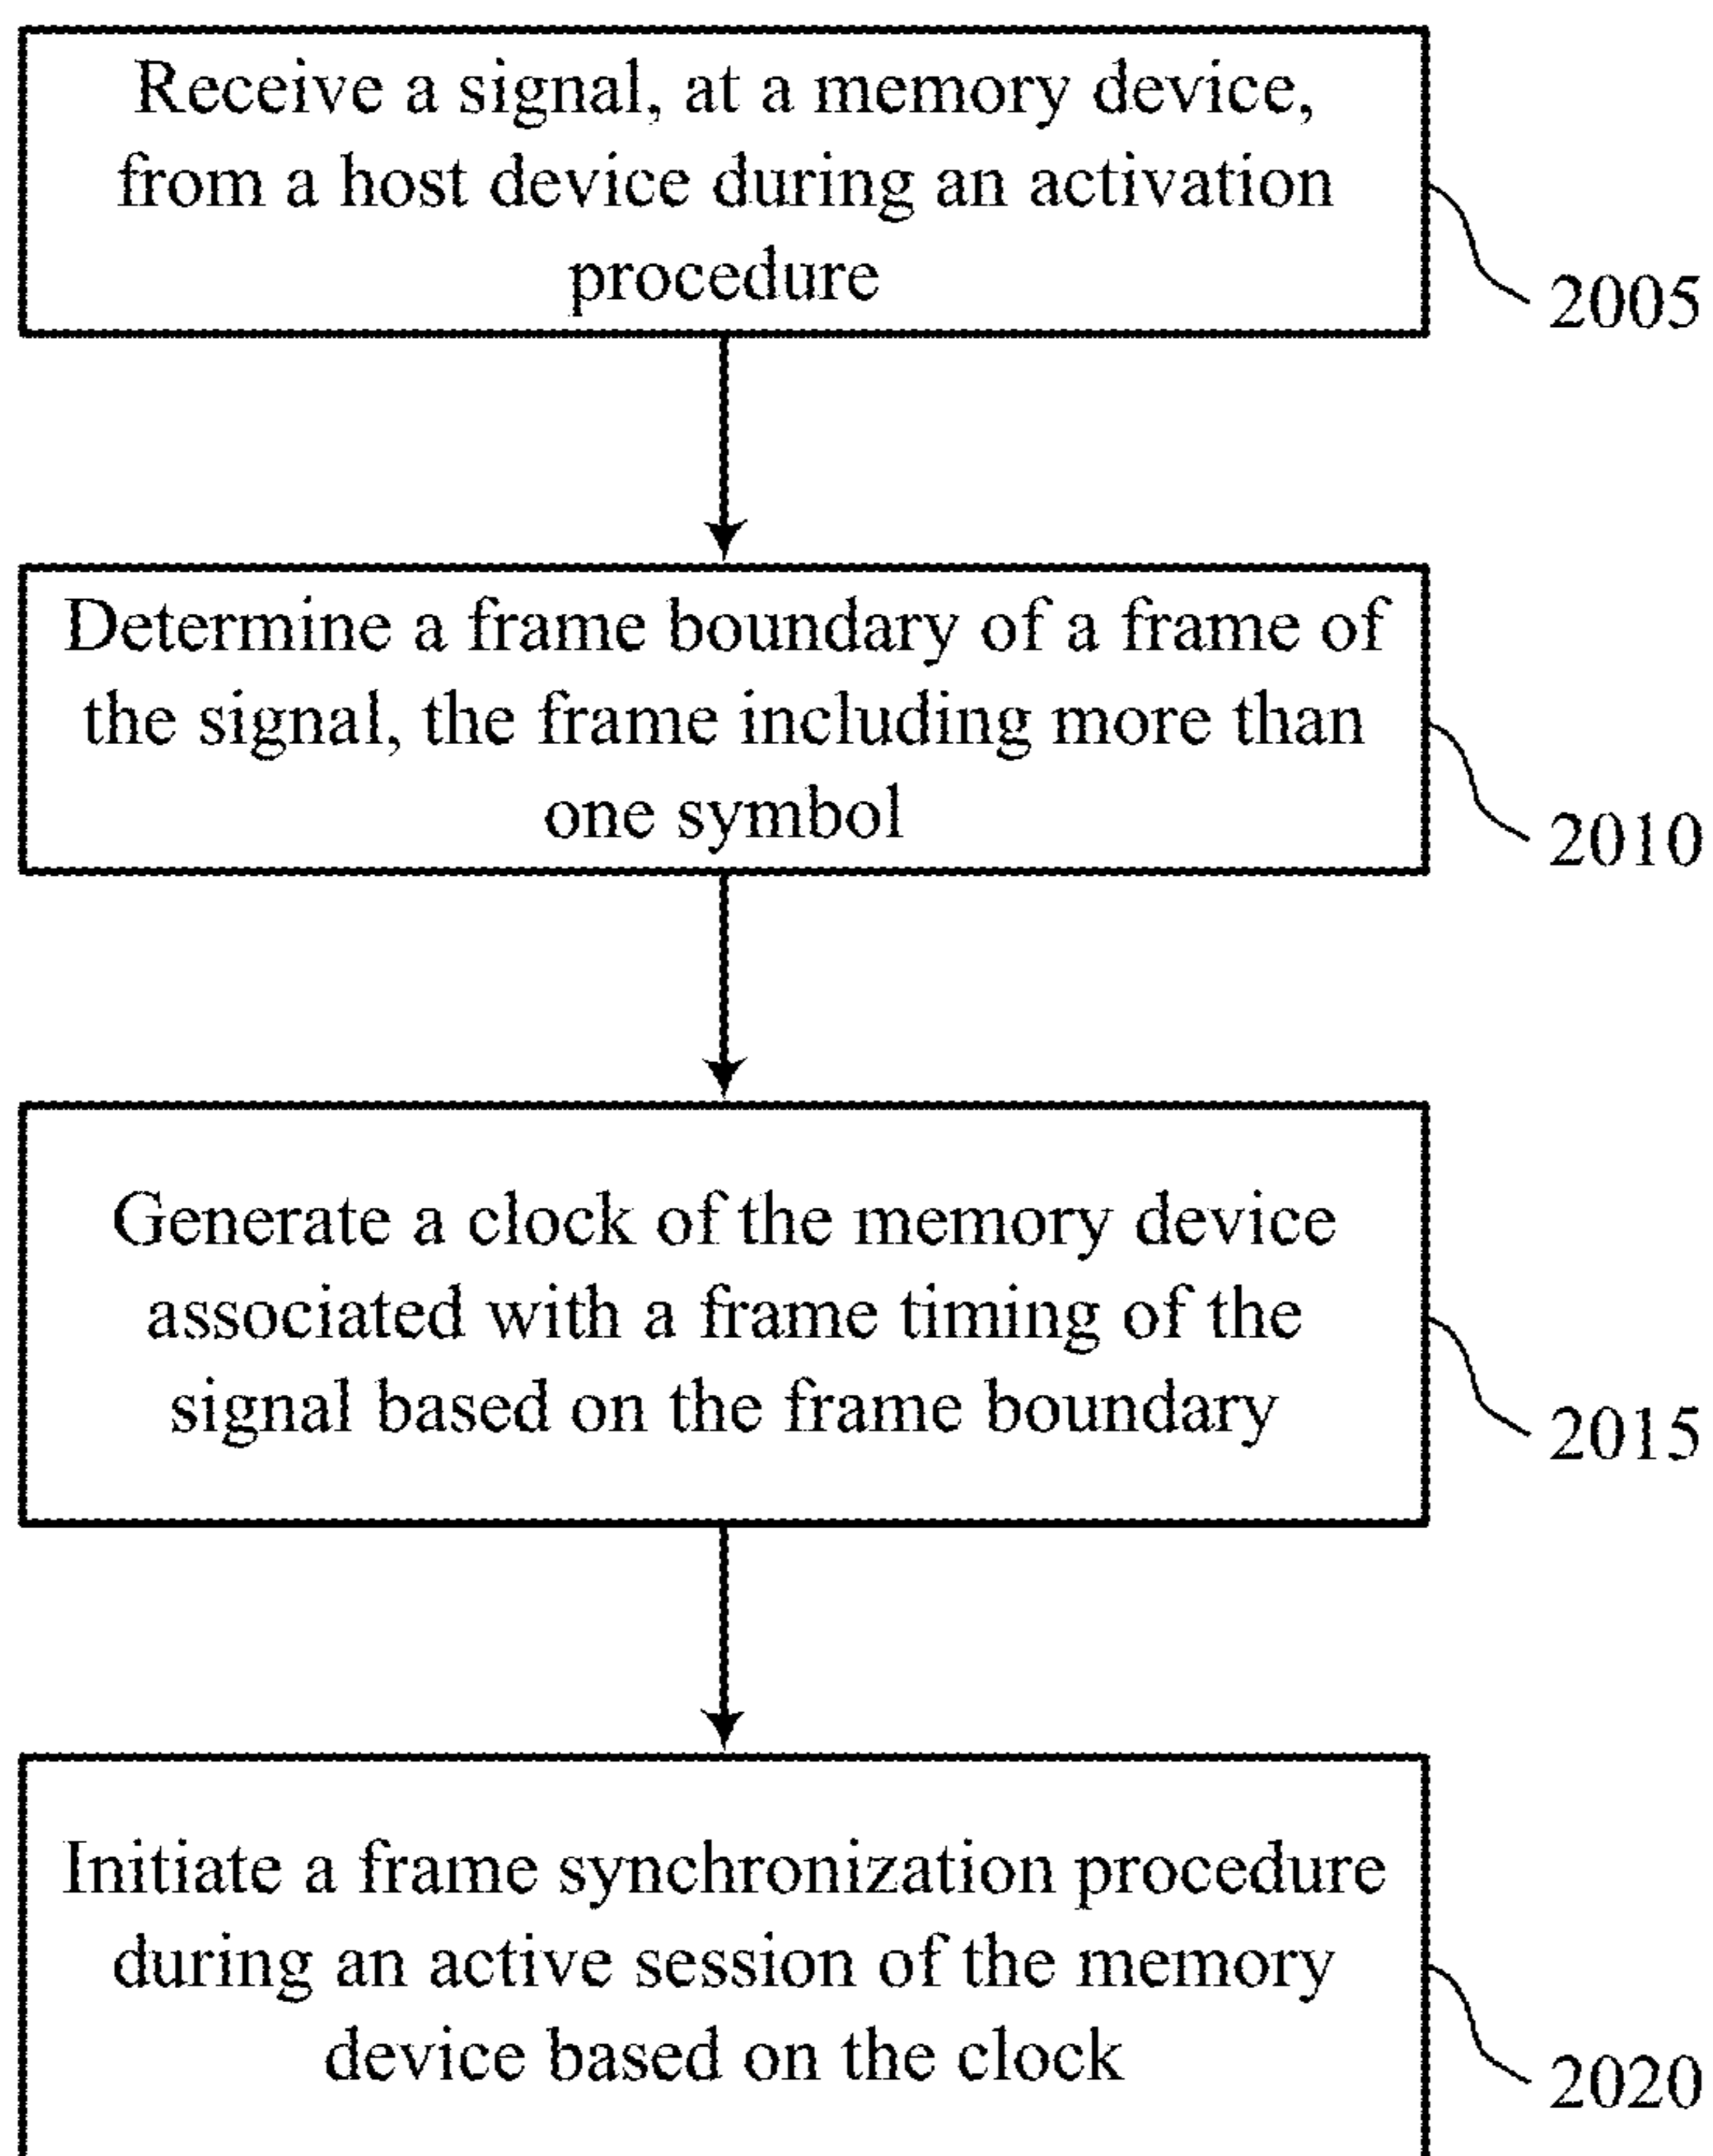 Receive a signal, at a memory device,
from a host device during an activation
procedure
2005
Determine a frame boundary of a frame of
the signal, the frame including more than
one symbol
2010
Generate a clock of the memory device
associated with a frame timing of the
signal based on the frame boundary
2015
Initiate a frame synchronization procedure
during an active session of the memory
device based on the clock
2020